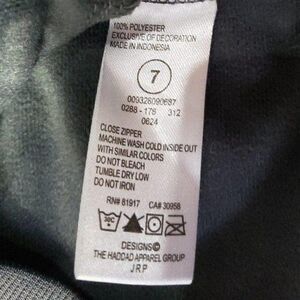 100% POLYESTER
EXCLUSIVE OF DECORATION
MADE IN INDONESIA
7
009328090687
0288 - 178 312
0624
CLOSE ZIPPER
MACHINE WASH COLD INSIDE OUT
WITH SIMILAR COLORS
DO NOT BLEACH
TUMBLE DRY LOW
DO NOT IRON
RN# 81917 CA# 30958
30C
DESIGNS©
THE HADDAD APPAREL GROUP
J R P